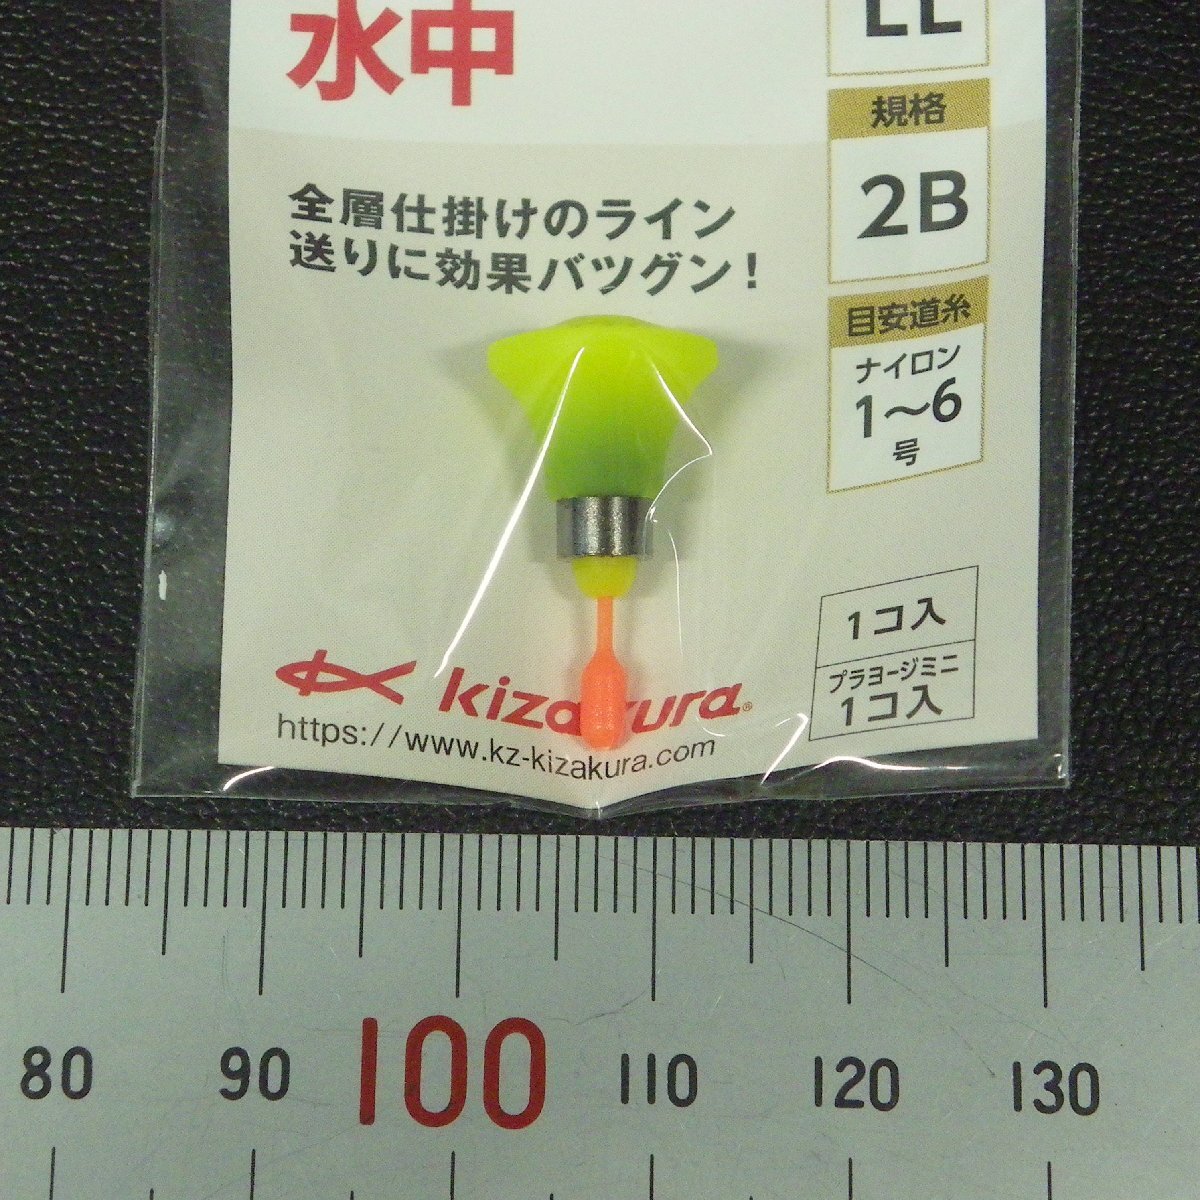 水中
LL
規格
2B
全層仕掛けのライン
送りに効果バツグン！
目安道糸
ナイロン
1～6
号
1コ入
プラヨージミニ
1コ入
kizakura®
https://www.kz-kizakura.com
80 90 100 110 120 130